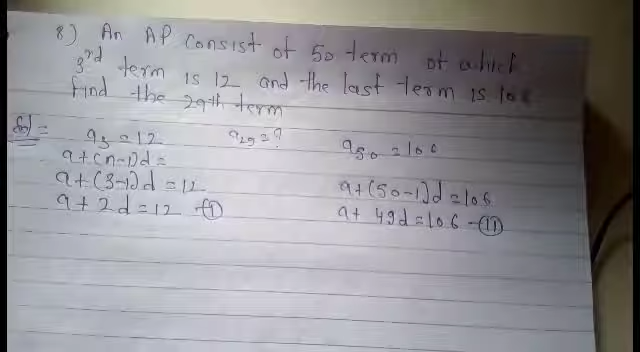 8) An AP Consist of 50 term of which
3rd term is 12 and the last term is 106
Find the 29th term
Sol = a3 = 12 a29 = ? a50 = 106
a+(n-1)d =
a+(3-1)d = 12 a+(50-1)d = 106
a+2d = 12 -(I) a+49d = 106 -(II)